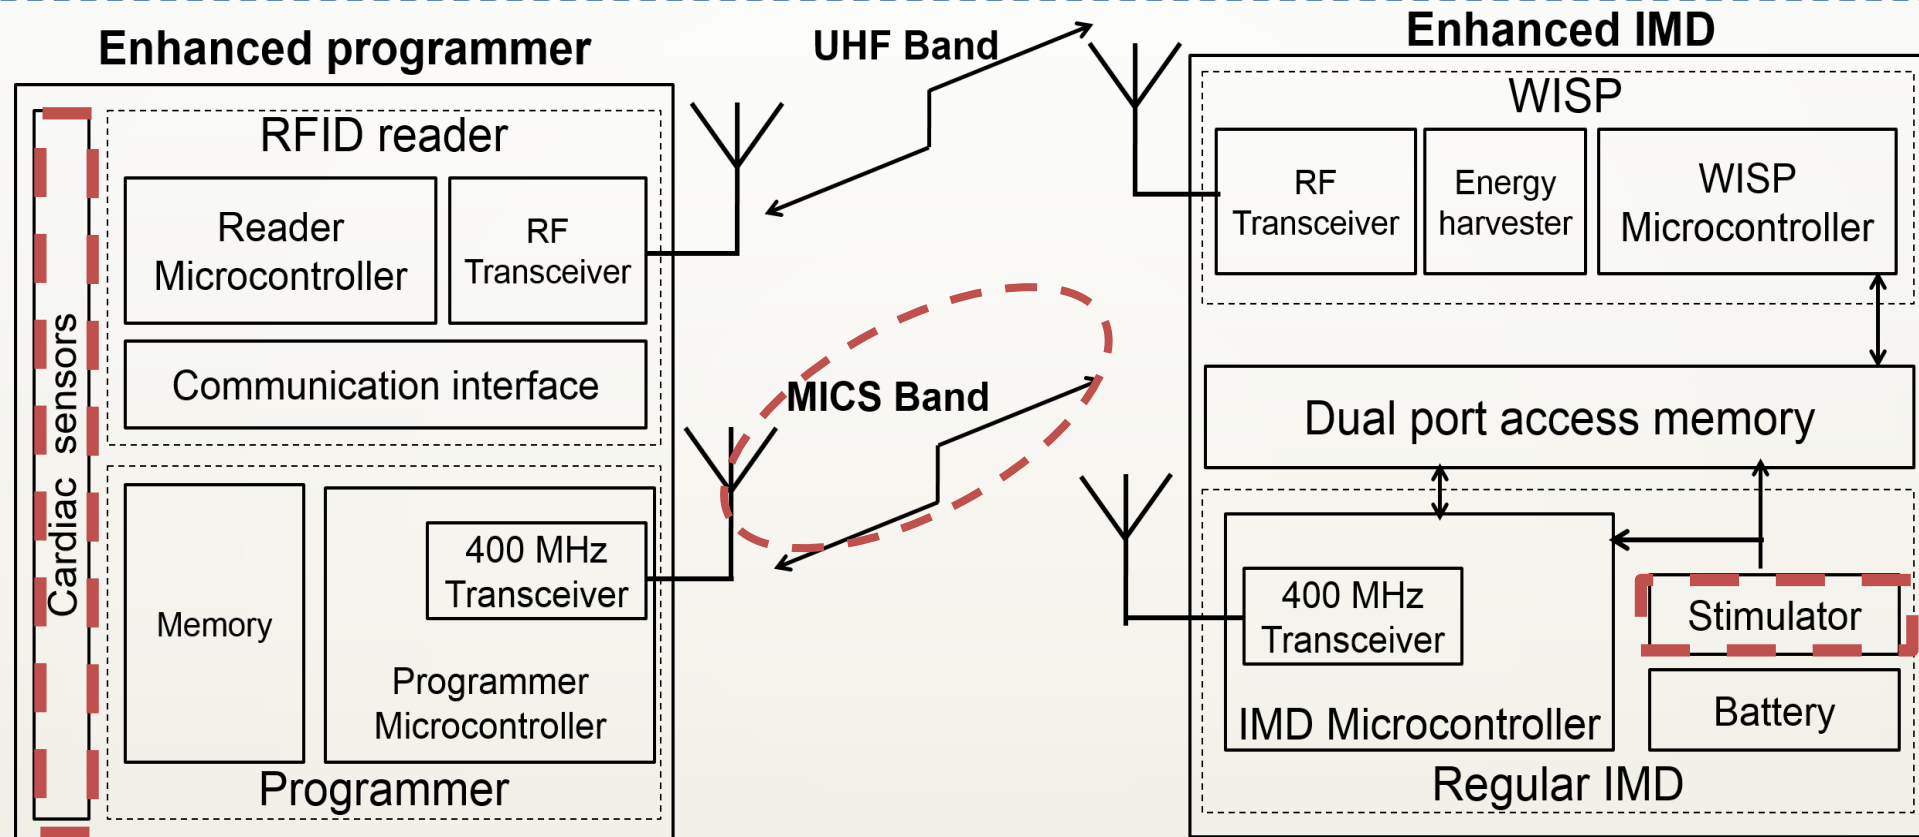 Enhanced programmer
UHF Band
Enhanced IMD
RFID reader
Reader
Microcontroller
RF
Transceiver
Communication interface
Cardiac sensors
Memory
400 MHz
Transceiver
Programmer
Microcontroller
Programmer
MICS Band
WISP
RF
Transceiver
Energy
harvester
WISP
Microcontroller
Dual port access memory
400 MHz
Transceiver
IMD Microcontroller
Stimulator
Battery
Regular IMD